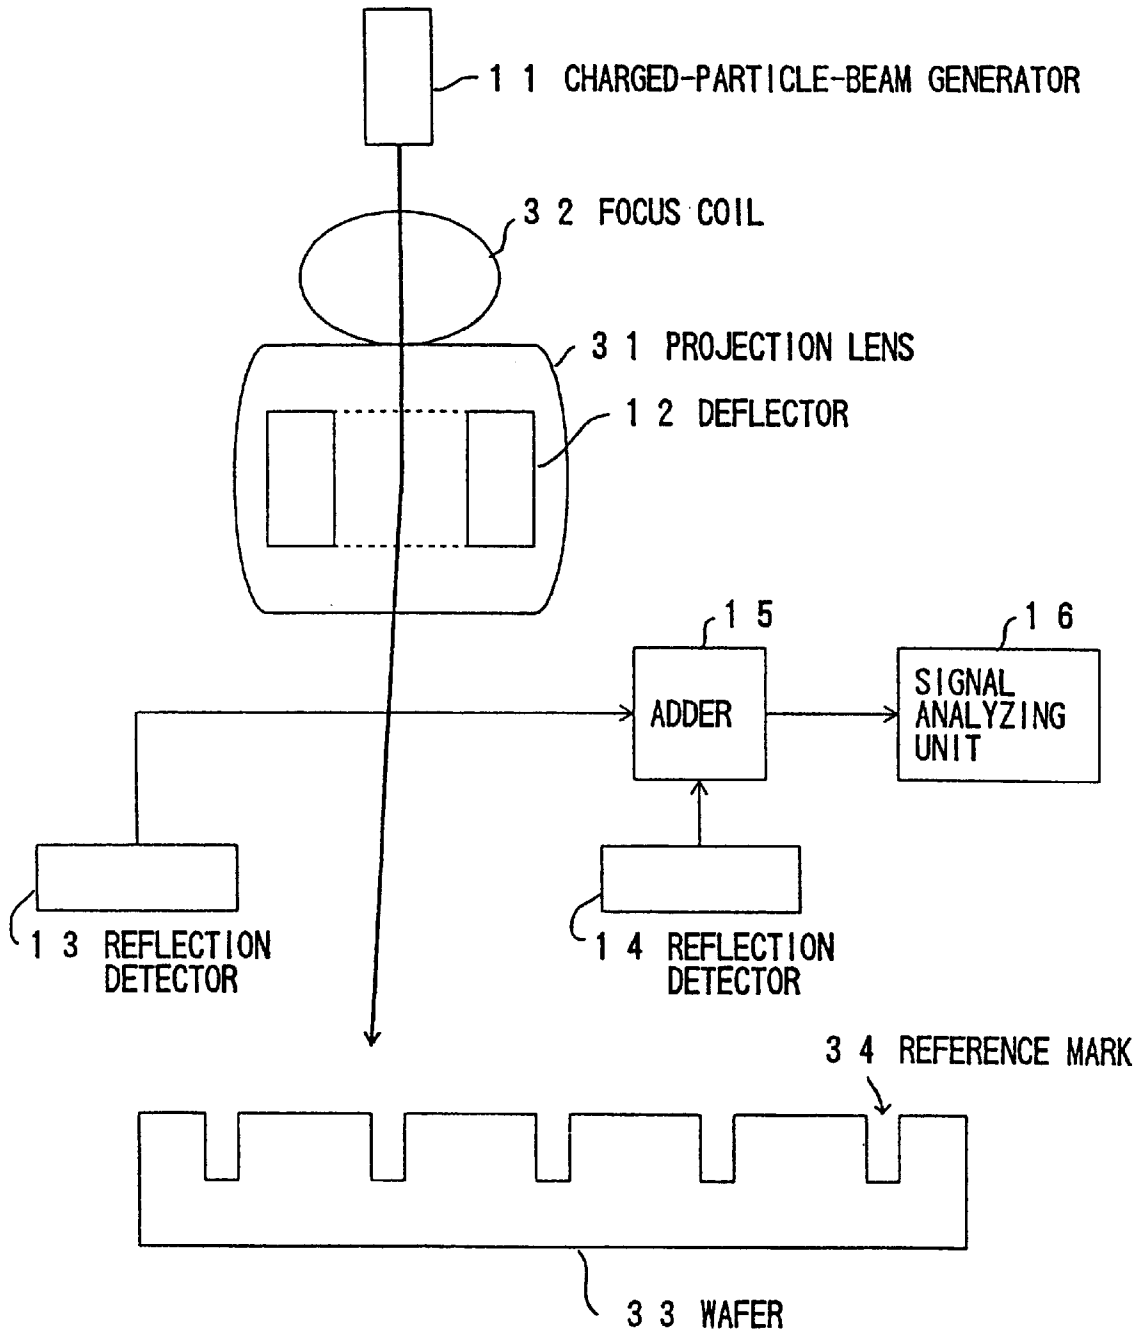 1 1 CHARGED-PARTICLE-BEAM GENERATOR
3 2 FOCUS COIL
3 1 PROJECTION LENS
1 2 DEFLECTOR
1 5
1 6
ADDER
SIGNAL
ANALYZING
UNIT
1 3 REFLECTION
DETECTOR
1 4 REFLECTION
DETECTOR
3 4 REFERENCE MARK
3 3 WAFER